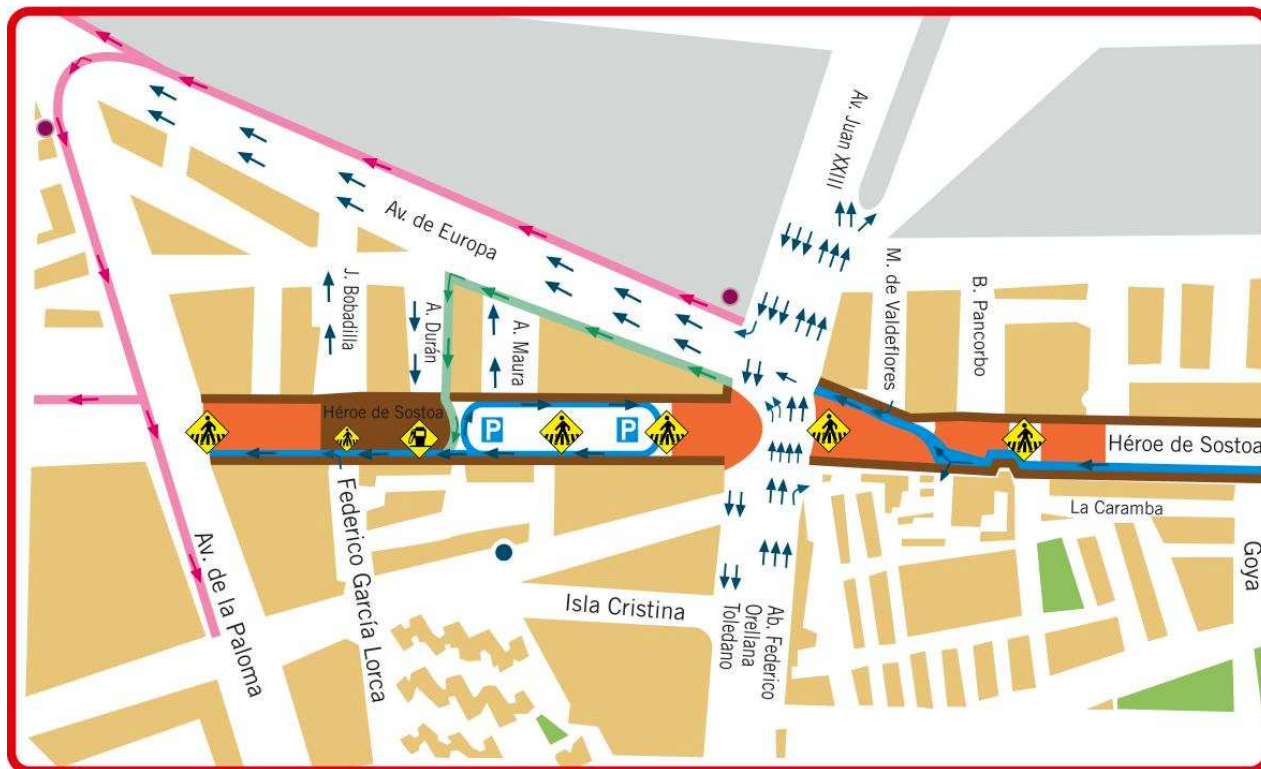 Av. Juan XXIII
Av. de Europa
M. de Valdeflores
B. Pancorbo
J. Bobadilla
A. Durán
A. Maura
Héroe de Sostoa
P
P
Héroe de Sostoa
La Caramba
Goya
Av. de la Paloma
Federico García Lorca
Isla Cristina
Ab. Federico
Orellana
Toledano